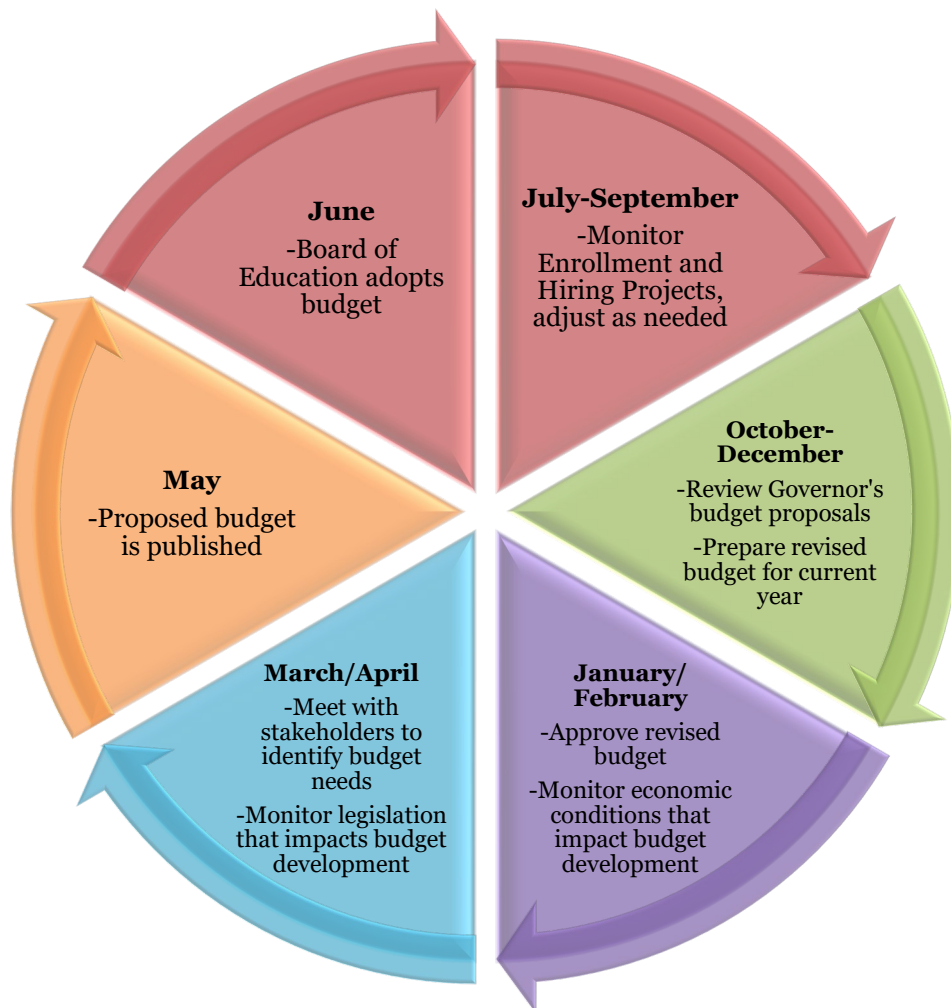 June
-Board of
Education adopts
budget
July-September
-Monitor
Enrollment and
Hiring Projects,
adjust as needed
October-
December
-Review Governor's
budget proposals
-Prepare revised
budget for current
year
January/
February
-Approve revised
budget
-Monitor economic
conditions that
impact budget
development
March/April
-Meet with
stakeholders to
identify budget
needs
-Monitor legislation
that impacts budget
development
May
-Proposed budget
is published